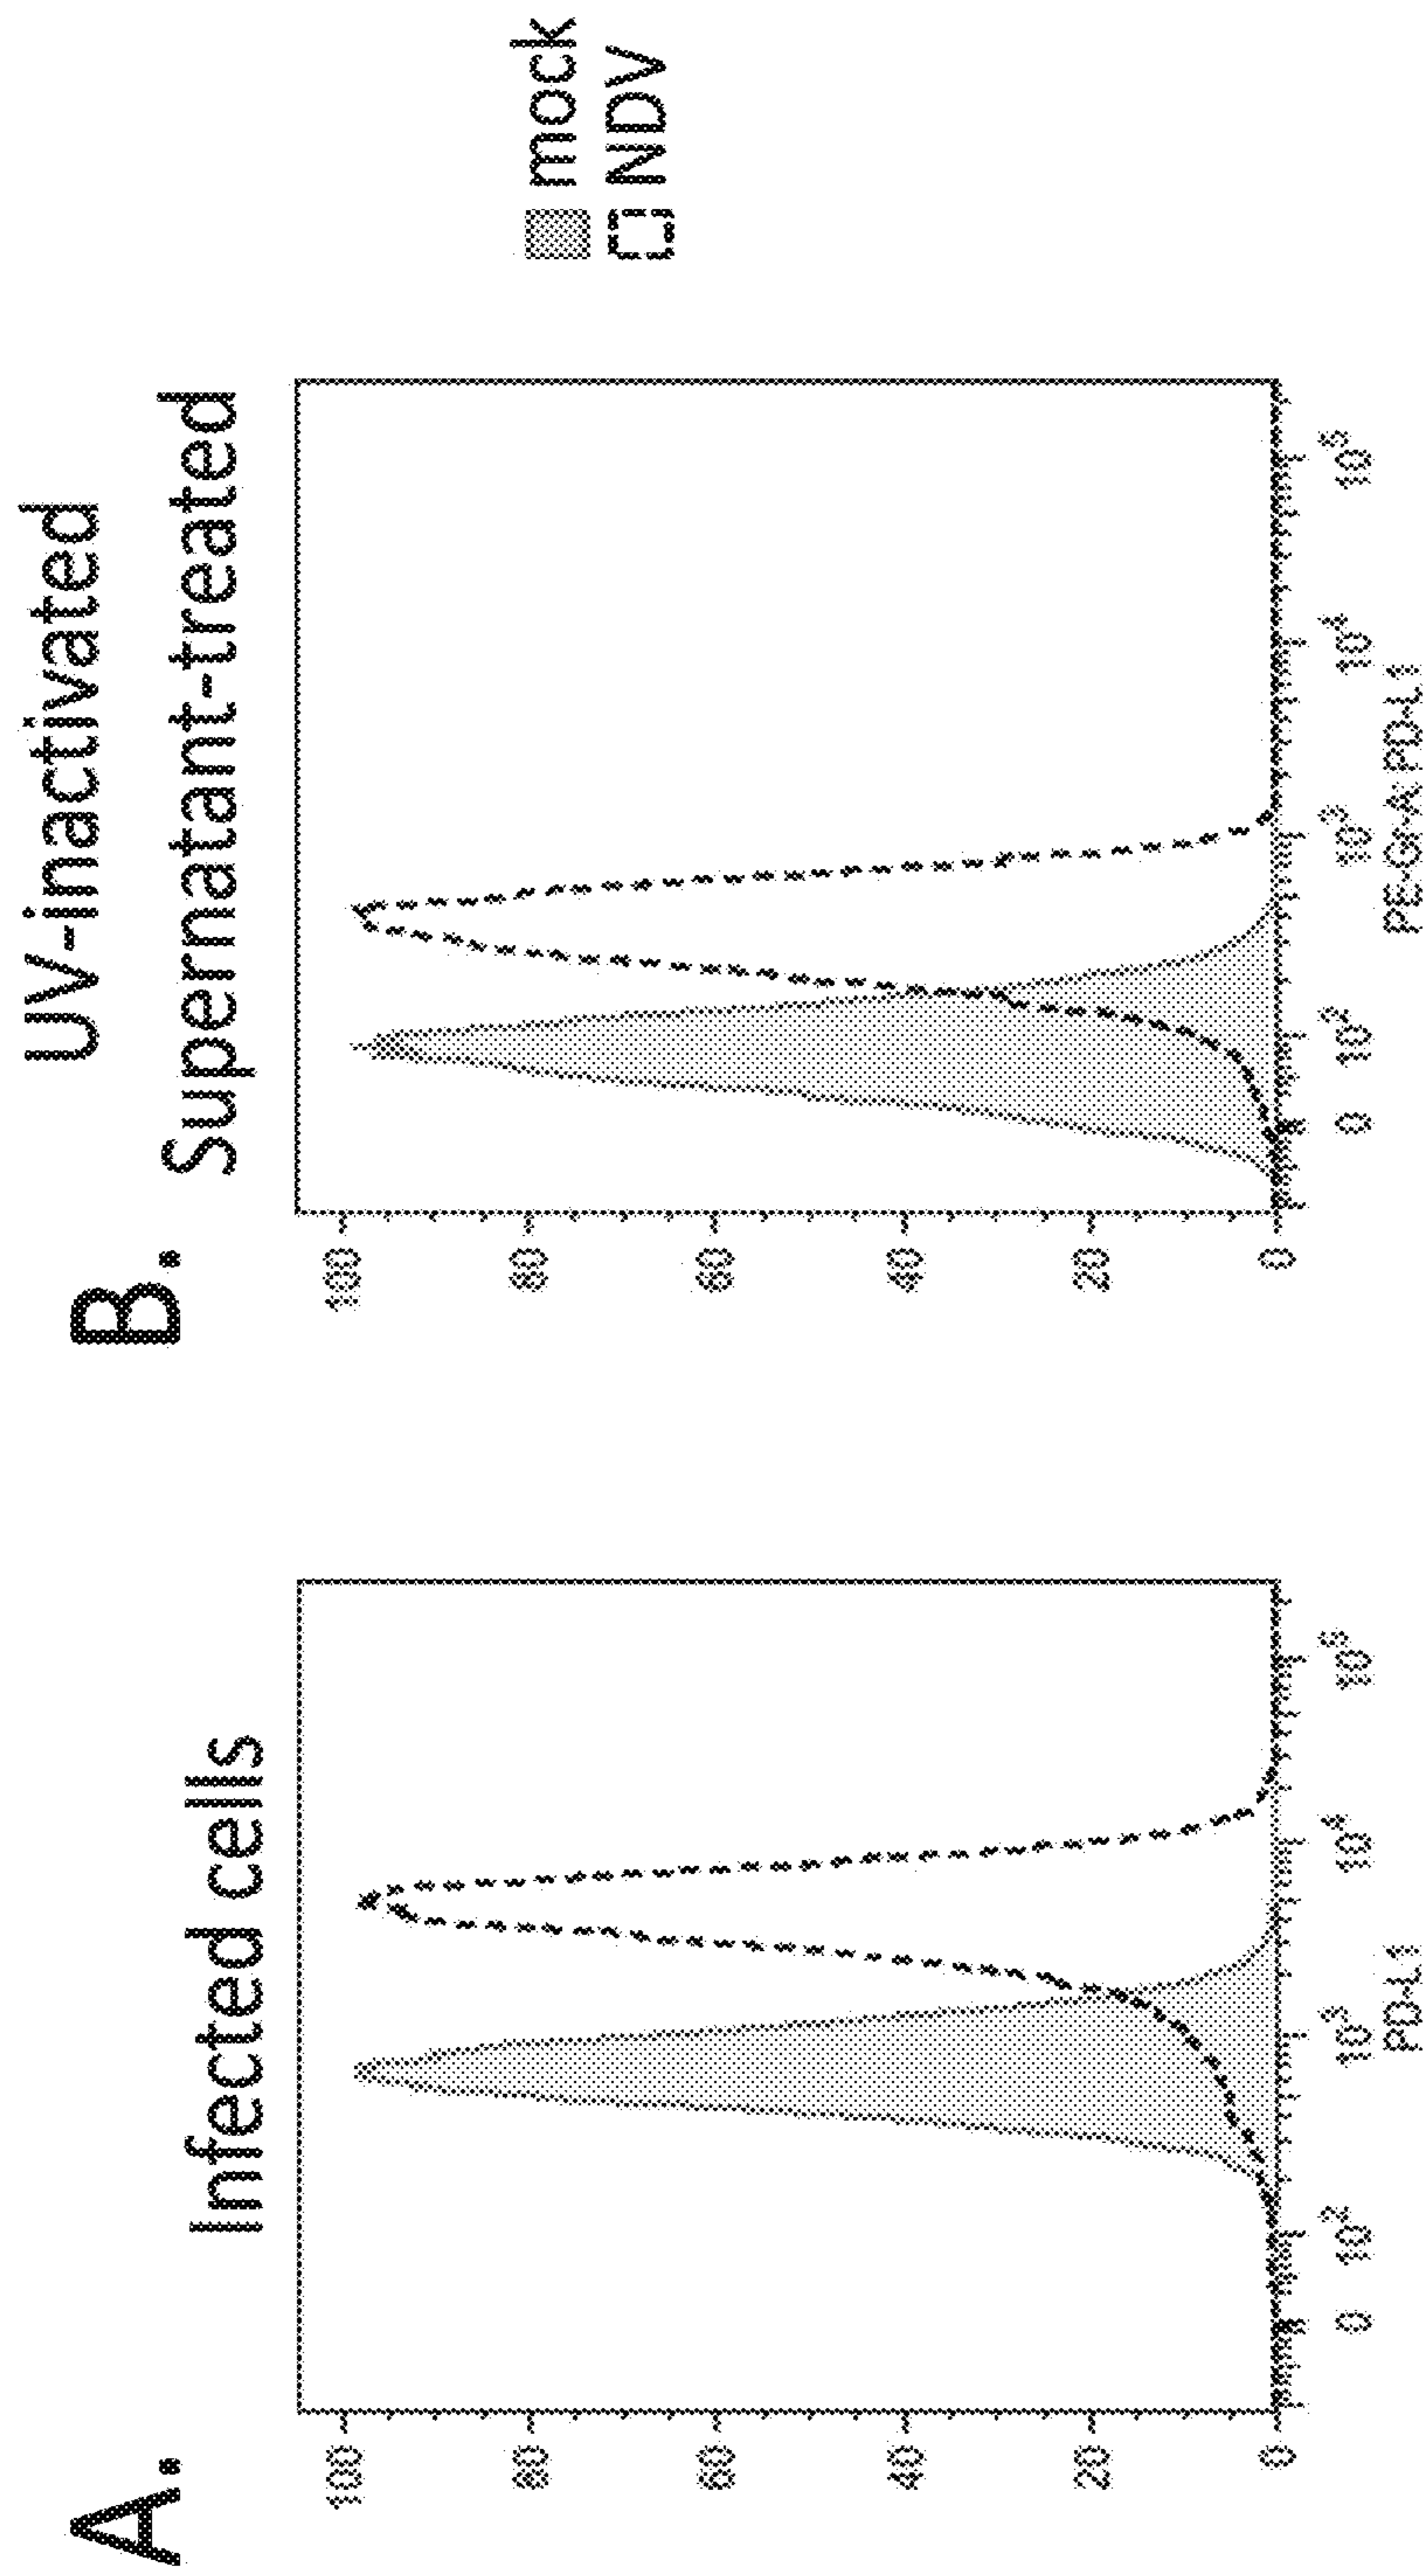 A.
Infected cells
100
80
60
40
20
0
0 10² 10³ 10⁴ 10⁵
PD-L1
B.
UV-inactivated
Supernatant-treated
100
80
60
40
20
0
0 10² 10³ 10⁴ 10⁵
PE-Gr-A: PD-L1
mock
NDV